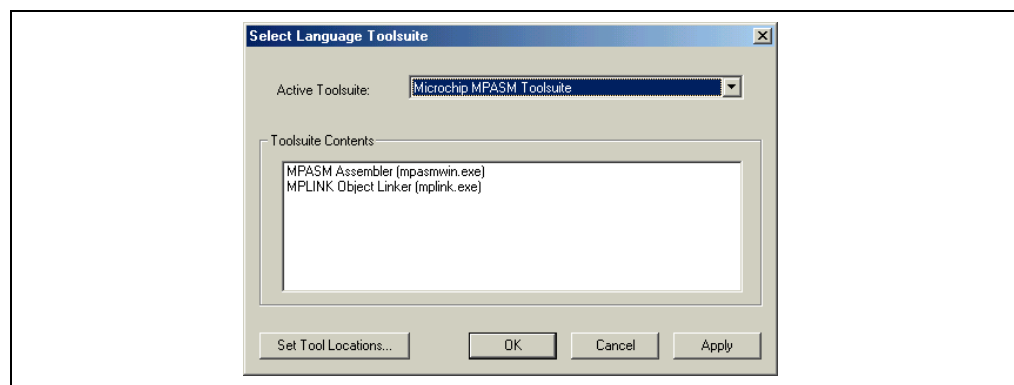 Select Language Toolsuite
Active Toolsuite: Microchip MPASM Toolsuite
Toolsuite Contents
MPASM Assembler (mpasmwin.exe)
MPLINK Object Linker (mplink.exe)
Set Tool Locations... OK Cancel Apply